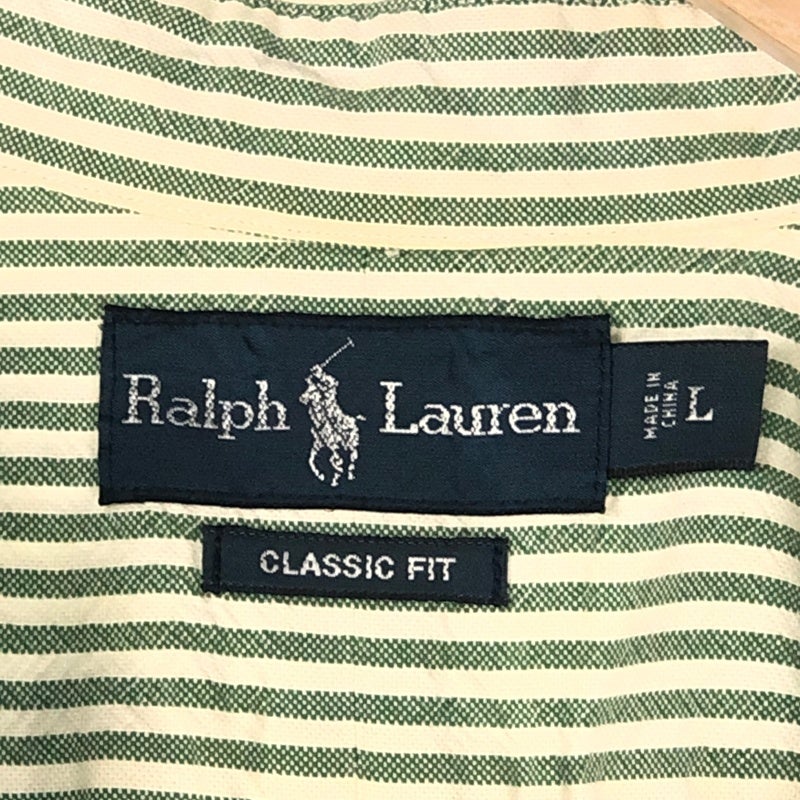 Ralph Lauren
MADE IN
CHINA
L
CLASSIC FIT